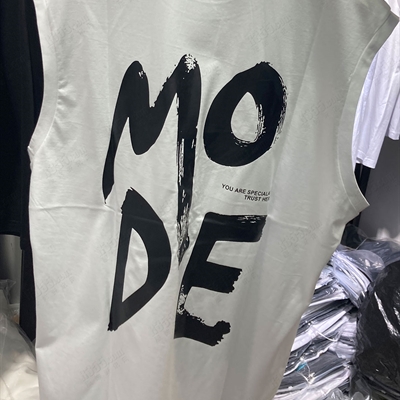 MO
DE
YOU ARE SPECIAL
TRUST